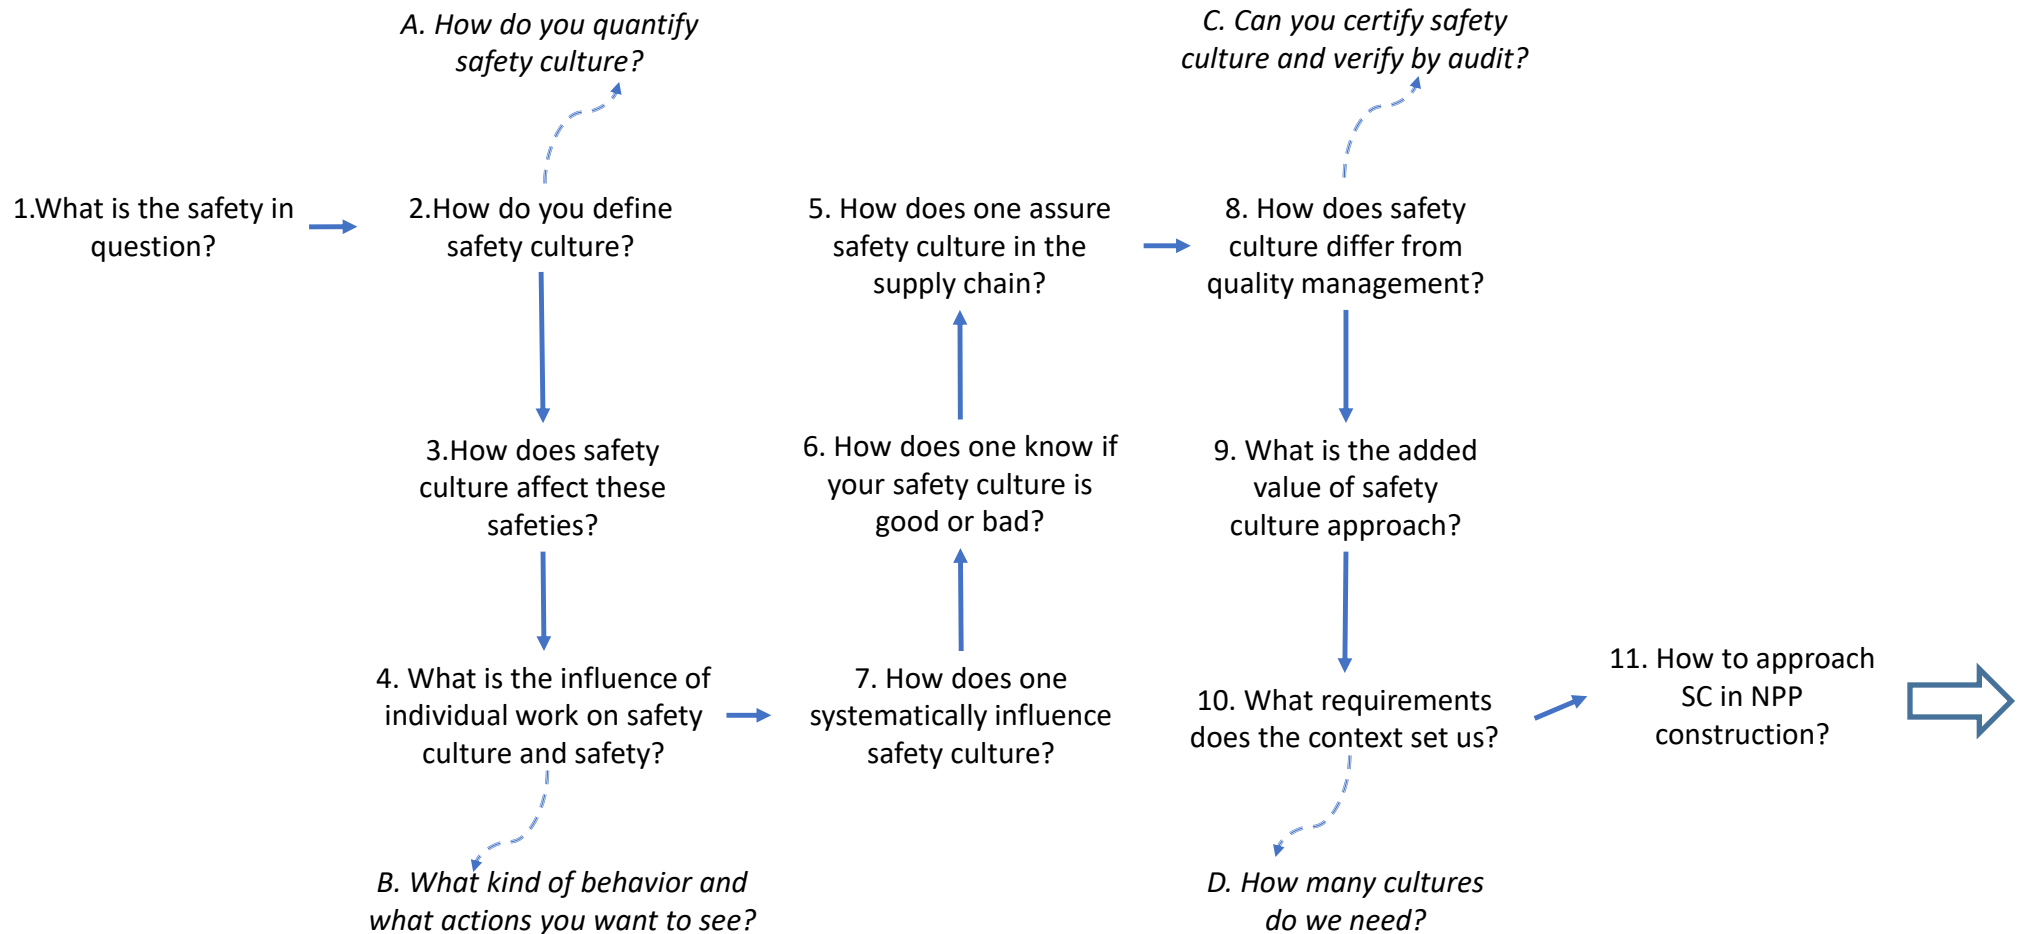 A. How do you quantify
safety culture?
C. Can you certify safety
culture and verify by audit?
1.What is the safety in
question?
2.How do you define
safety culture?
5. How does one assure
safety culture in the
supply chain?
8. How does safety
culture differ from
quality management?
3.How does safety
culture affect these
safeties?
6. How does one know if
your safety culture is
good or bad?
9. What is the added
value of safety
culture approach?
4. What is the influence of
individual work on safety
culture and safety?
7. How does one
systematically influence
safety culture?
10. What requirements
does the context set us?
11. How to approach
SC in NPP
construction?
B. What kind of behavior and
what actions you want to see?
D. How many cultures
do we need?